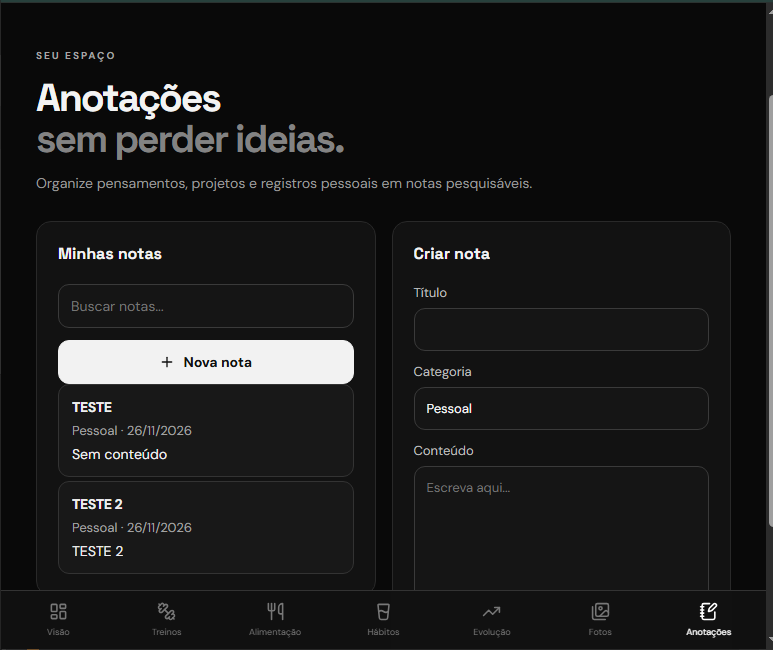 SEU ESPAÇO
Anotações
sem perder ideias.
Organize pensamentos, projetos e registros pessoais em notas pesquisáveis.
Minhas notas
Buscar notas...
+ Nova nota
TESTE
Pessoal · 26/11/2026
Sem conteúdo
TESTE 2
Pessoal · 26/11/2026
TESTE 2
Criar nota
Título
Categoria
Pessoal
Conteúdo
Escreva aqui...
Visão
Treinos
Alimentação
Hábitos
Evolução
Fotos
Anotações